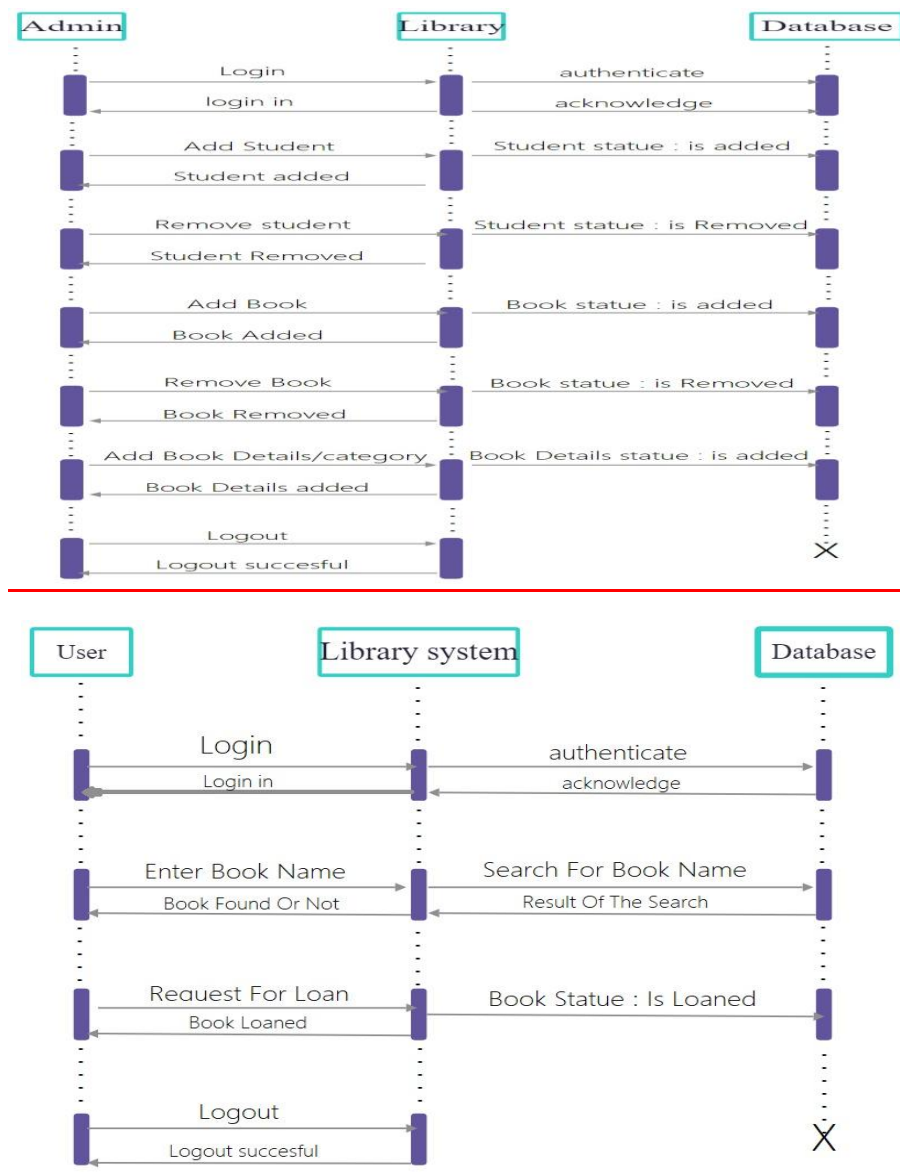 Admin Library Database
Login authenticate
login in acknowledge
Add Student Student statue : is added
Student added
Remove student Student statue : is Removed
Student Removed
Add Book Book statue : is added
Book Added
Remove Book Book statue : is Removed
Book Removed
Add Book Details/category Book Details statue : is added
Book Details added
Logout
Logout succesful
X
User Library system Database
Login authenticate
Login in acknowledge
Enter Book Name Search For Book Name
Book Found Or Not Result Of The Search
Request For Loan Book Statue : Is Loaned
Book Loaned
Logout
Logout succesful
X